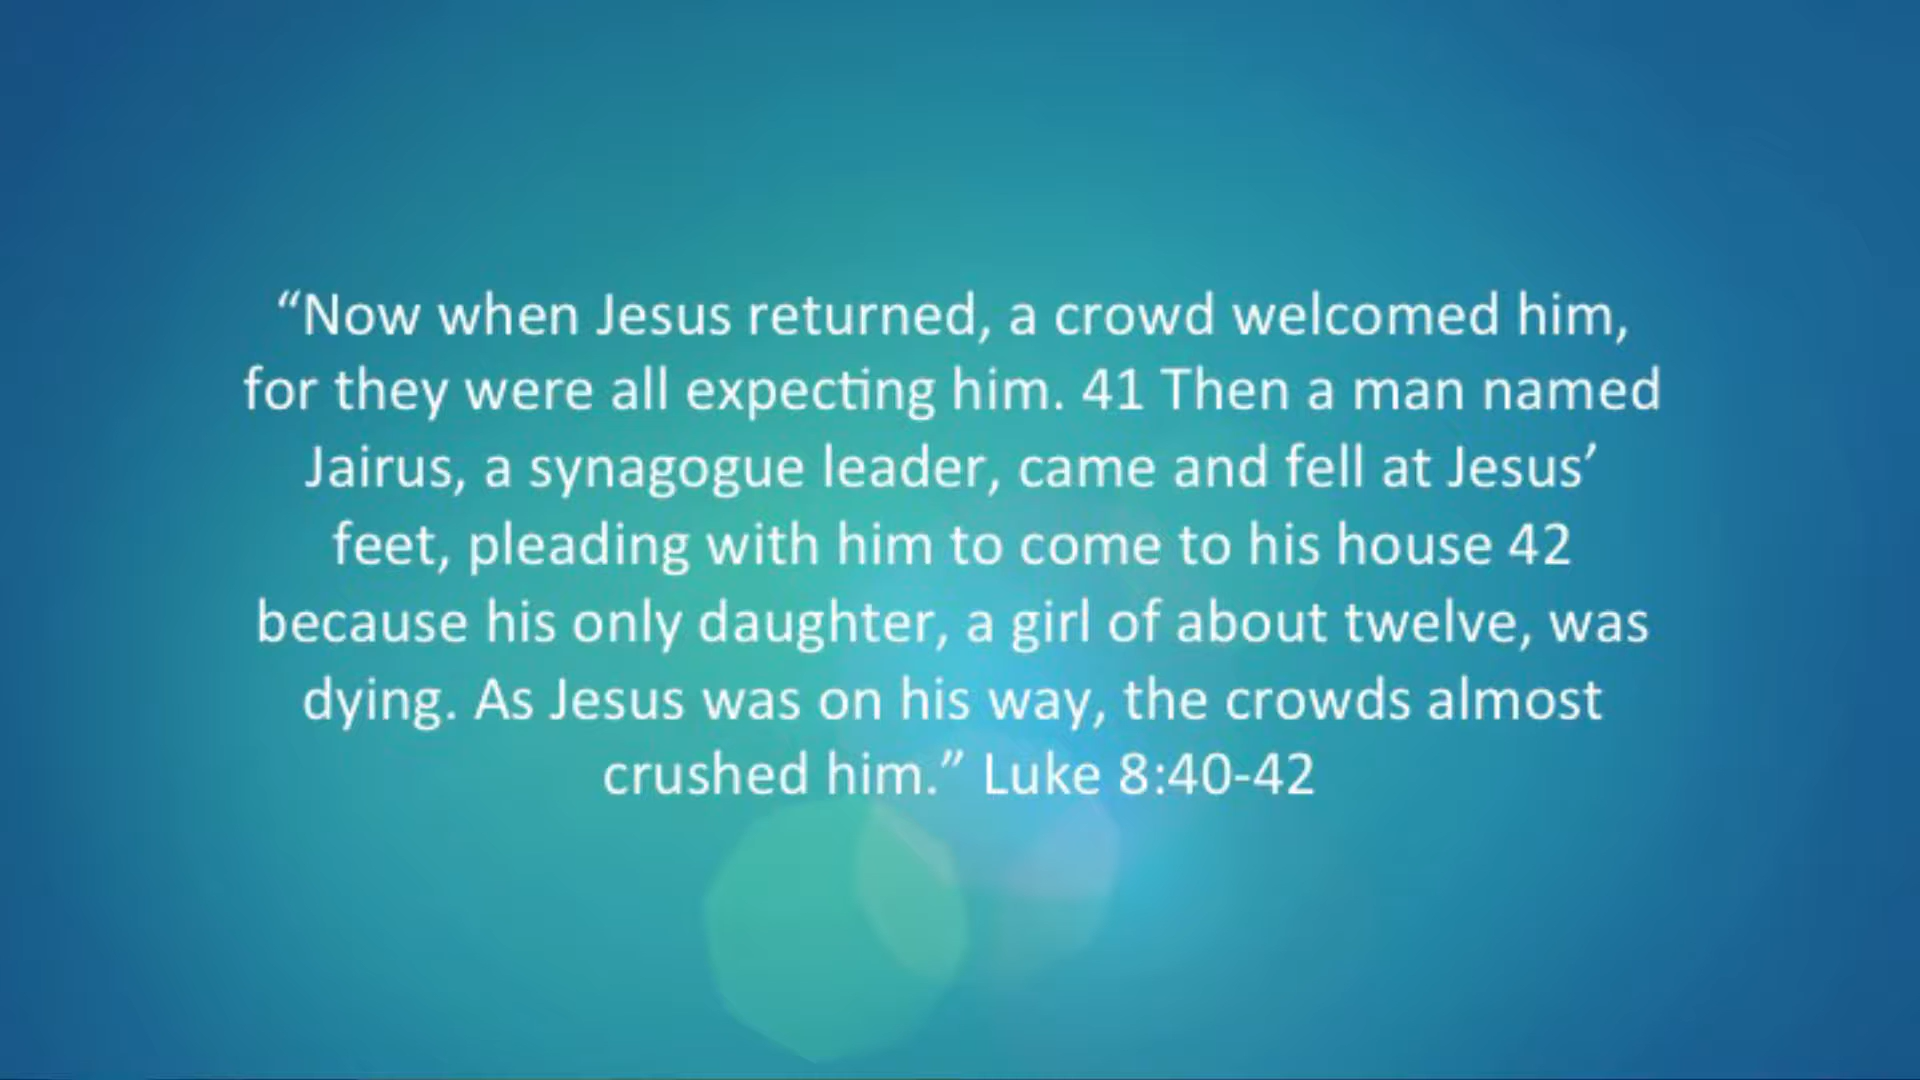 “Now when Jesus returned, a crowd welcomed him,
for they were all expecting him. 41 Then a man named
Jairus, a synagogue leader, came and fell at Jesus’
feet, pleading with him to come to his house 42
because his only daughter, a girl of about twelve, was
dying. As Jesus was on his way, the crowds almost
crushed him.” Luke 8:40-42